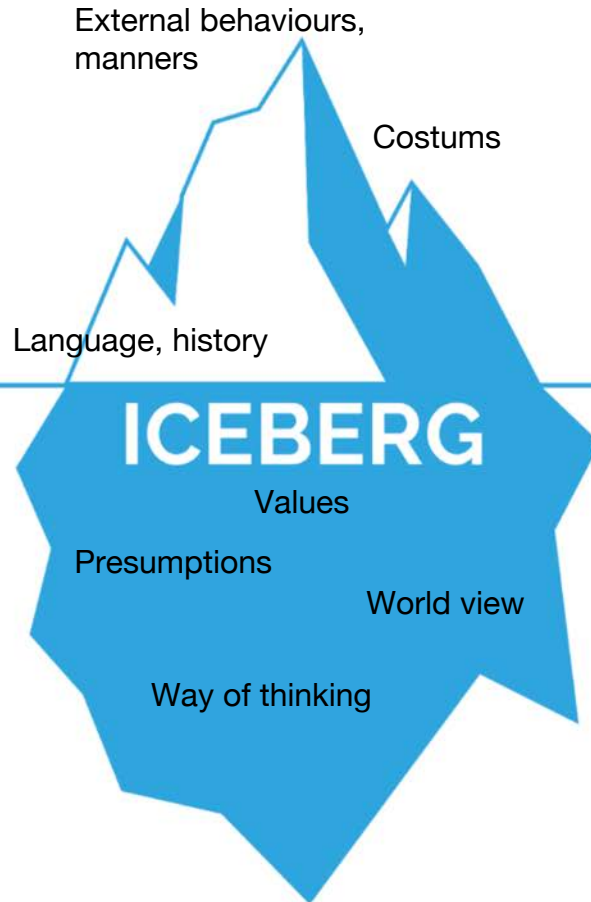 External behaviours,
manners
Costums
Language, history
ICEBERG
Values
Presumptions
World view
Way of thinking